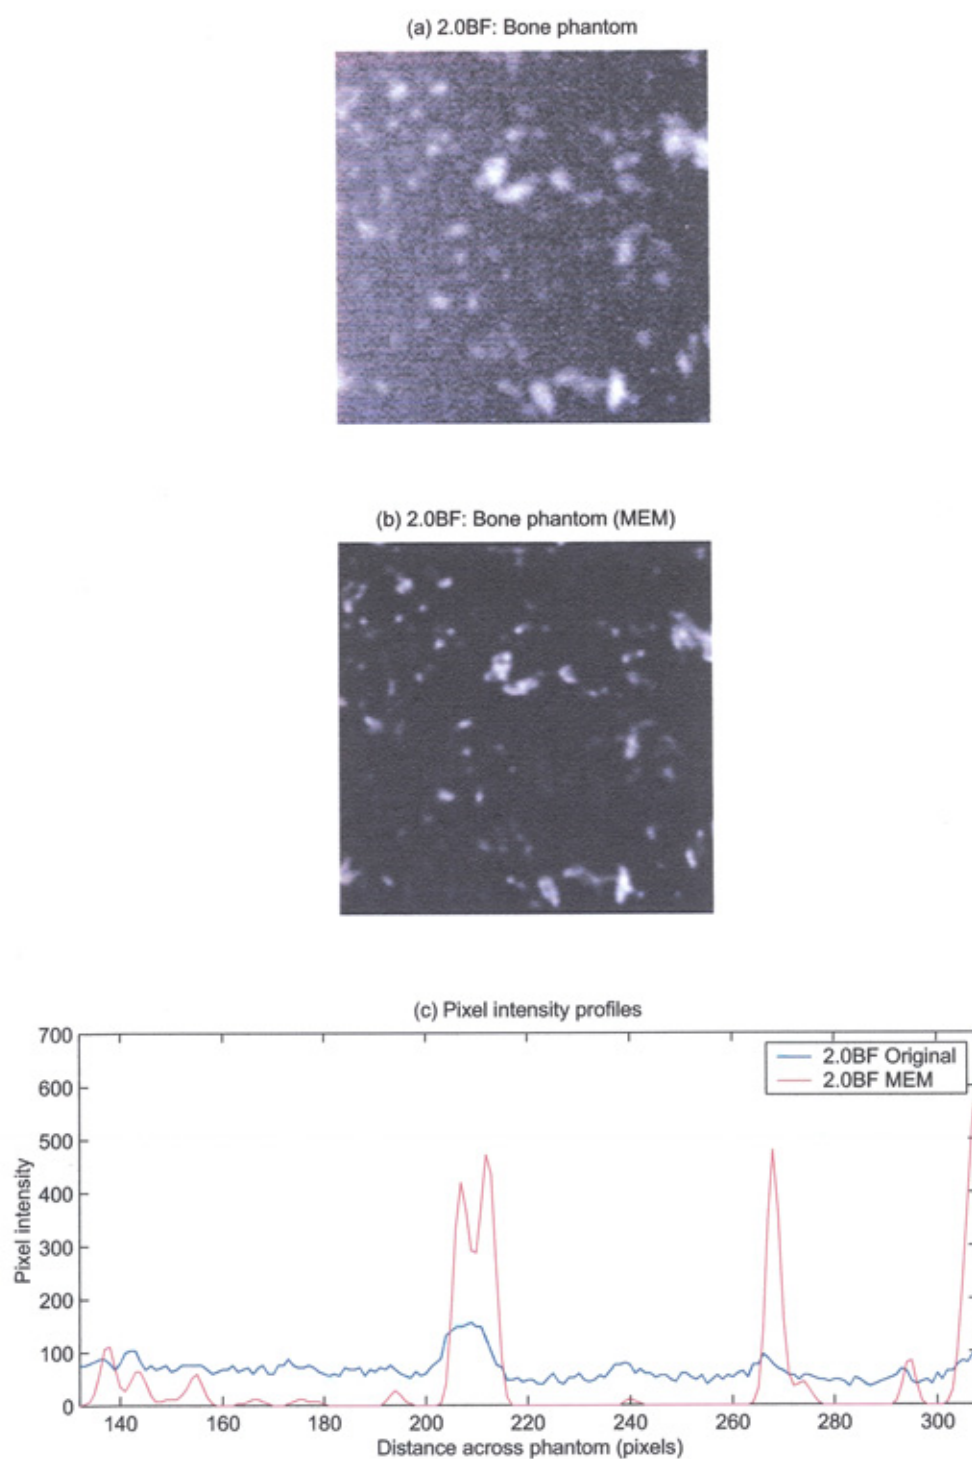 (a) 2.0BF: Bone phantom
(b) 2.0BF: Bone phantom (MEM)
(c) Pixel intensity profiles
700
600
500
400
300
200
100
0
Pixel intensity
2.0BF Original
2.0BF MEM
140 160 180 200 220 240 260 280 300
Distance across phantom (pixels)